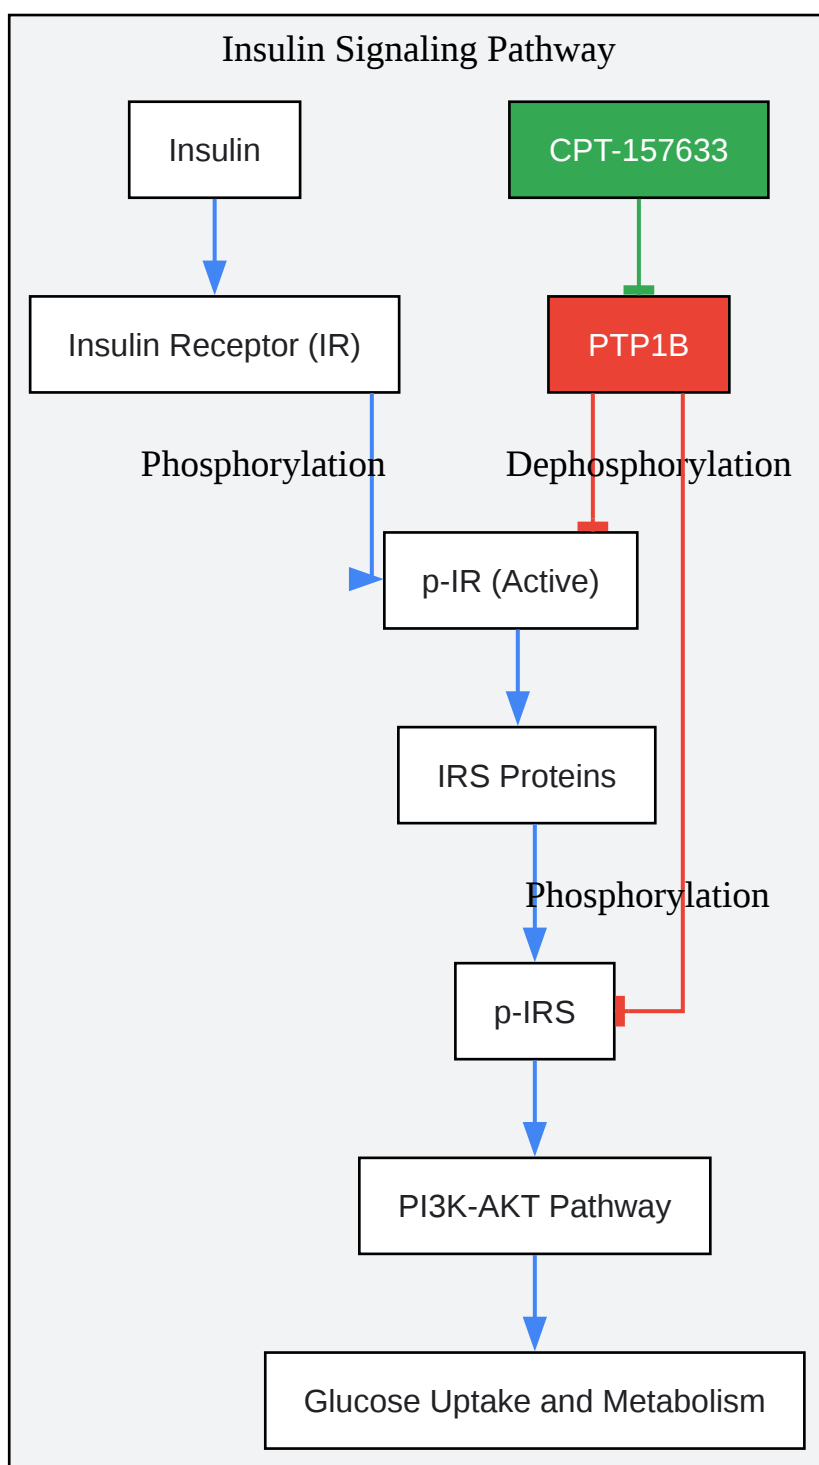 Insulin Signaling Pathway
Insulin
CPT-157633
Insulin Receptor (IR)
PTP1B
Phosphorylation
Dephosphorylation
p-IR (Active)
IRS Proteins
Phosphorylation
p-IRS
PI3K-AKT Pathway
Glucose Uptake and Metabolism